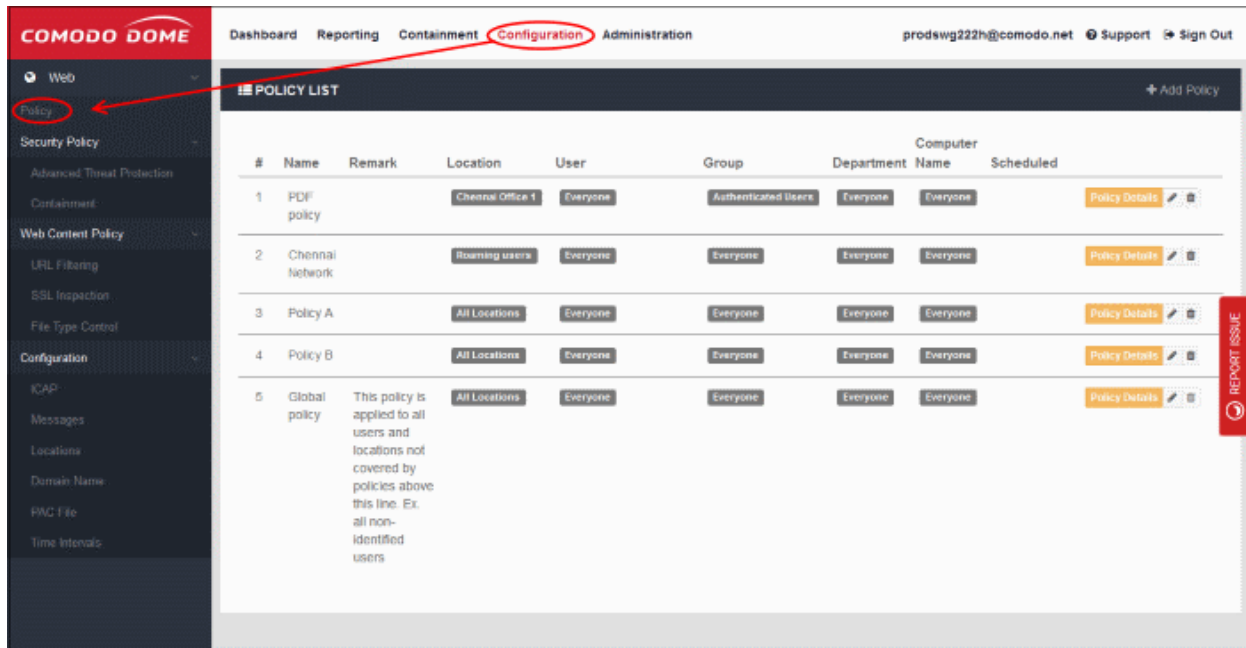 COMODO DOME
Dashboard Reporting Containment Configuration Administration
prodswg222h@comodo.net Support Sign Out
Web
Policy
Security Policy
Advanced Threat Protection
Containment
Web Content Policy
URL Filtering
SSL Inspection
File Type Control
Configuration
ICAP
Messages
Locations
Domain Name
PAC File
Time Intervals
POLICY LIST
+ Add Policy
# Name Remark Location User Group Department Computer Name Scheduled
1 PDF policy Chennai Office 1 Everyone Authenticated Users Everyone Everyone Policy Details
2 Chennai Network Roaming users Everyone Everyone Everyone Everyone Policy Details
3 Policy A All Locations Everyone Everyone Everyone Everyone Policy Details
4 Policy B All Locations Everyone Everyone Everyone Everyone Policy Details
5 Global policy This policy is All Locations Everyone Everyone Everyone Everyone Policy Details
applied to all
users and
locations not
covered by
policies above
this line. Ex.
all non-
identified
users
REPORT ISSUE